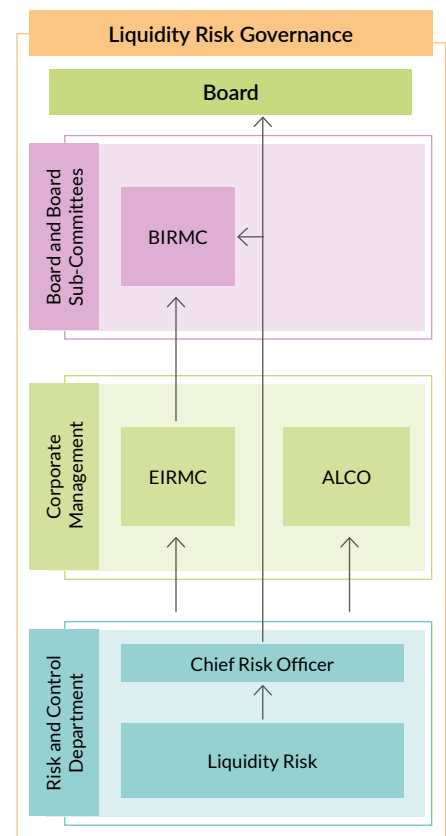 Liquidity Risk Governance
Board
Board and Board
Sub-Committees
BIRMC
Corporate
Management
EIRMC
ALCO
Risk and Control
Department
Chief Risk Officer
Liquidity Risk